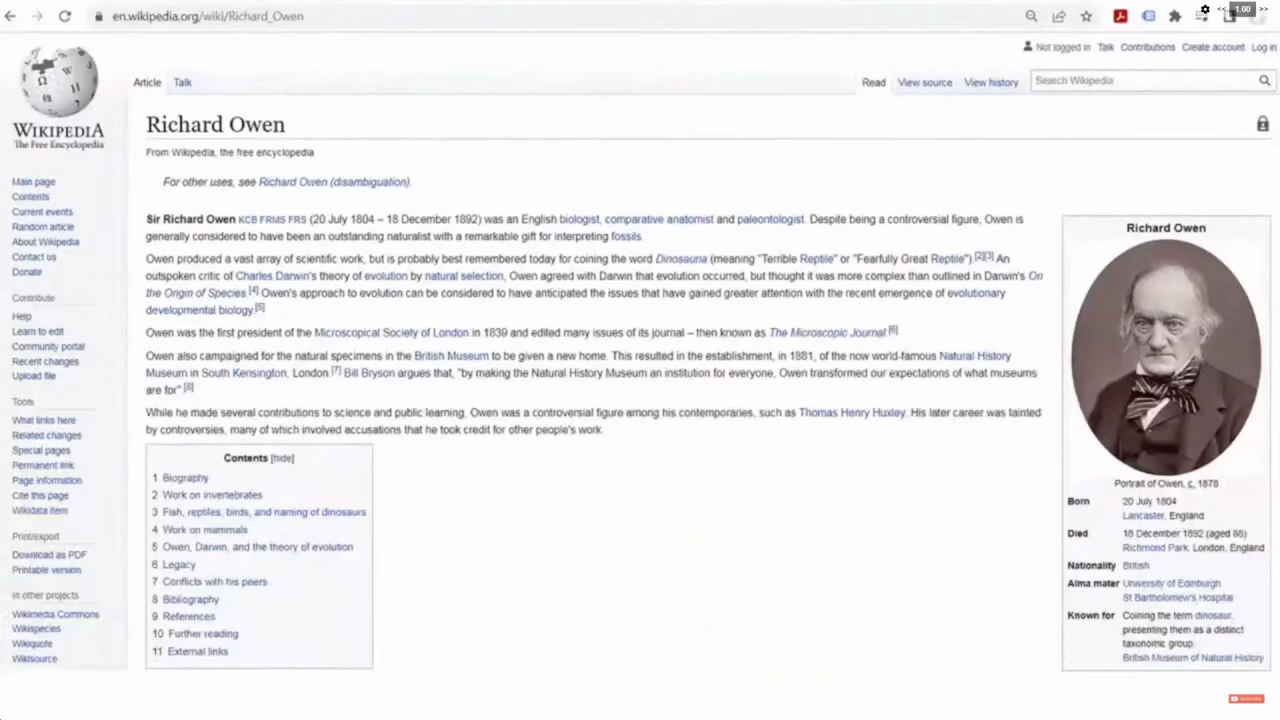 en.wikipedia.org/wiki/Richard_Owen
<< 1.00 >>
Not logged in Talk Contributions Create account Log in
Article Talk
Read View source View history
Search Wikipedia
WIKIPEDIA
The Free Encyclopedia
Main page
Contents
Current events
Random article
About Wikipedia
Contact us
Donate
Contribute
Help
Learn to edit
Community portal
Recent changes
Upload file
Tools
What links here
Related changes
Special pages
Permanent link
Page information
Cite this page
Wikidata item
Print/export
Download as PDF
Printable version
In other projects
Wikimedia Commons
Wikispecies
Wikiquote
Wikisource
Richard Owen
From Wikipedia, the free encyclopedia
For other uses, see Richard Owen (disambiguation).
Sir Richard Owen KCB FRMS FRS (20 July 1804 – 18 December 1892) was an English biologist, comparative anatomist and paleontologist. Despite being a controversial figure, Owen is
generally considered to have been an outstanding naturalist with a remarkable gift for interpreting fossils.
Owen produced a vast array of scientific work, but is probably best remembered today for coining the word Dinosauria (meaning "Terrible Reptile" or "Fearfully Great Reptile").[2][3] An
outspoken critic of Charles Darwin's theory of evolution by natural selection, Owen agreed with Darwin that evolution occurred, but thought it was more complex than outlined in Darwin's On
the Origin of Species.[4] Owen's approach to evolution can be considered to have anticipated the issues that have gained greater attention with the recent emergence of evolutionary
developmental biology.[5]
Owen was the first president of the Microscopical Society of London in 1839 and edited many issues of its journal – then known as The Microscopic Journal.[6]
Owen also campaigned for the natural specimens in the British Museum to be given a new home. This resulted in the establishment, in 1881, of the now world-famous Natural History
Museum in South Kensington, London.[7] Bill Bryson argues that, "by making the Natural History Museum an institution for everyone, Owen transformed our expectations of what museums
are for".[8]
While he made several contributions to science and public learning, Owen was a controversial figure among his contemporaries, such as Thomas Henry Huxley. His later career was tainted
by controversies, many of which involved accusations that he took credit for other people's work.
Contents [hide]
1 Biography
2 Work on invertebrates
3 Fish, reptiles, birds, and naming of dinosaurs
4 Work on mammals
5 Owen, Darwin, and the theory of evolution
6 Legacy
7 Conflicts with his peers
8 Bibliography
9 References
10 Further reading
11 External links
Richard Owen
Portrait of Owen, c. 1878
Born 20 July 1804
Lancaster, England
Died 18 December 1892 (aged 88)
Richmond Park, London, England
Nationality British
Alma mater University of Edinburgh
St Bartholomew's Hospital
Known for Coining the term dinosaur,
presenting them as a distinct
taxonomic group.
British Museum of Natural History